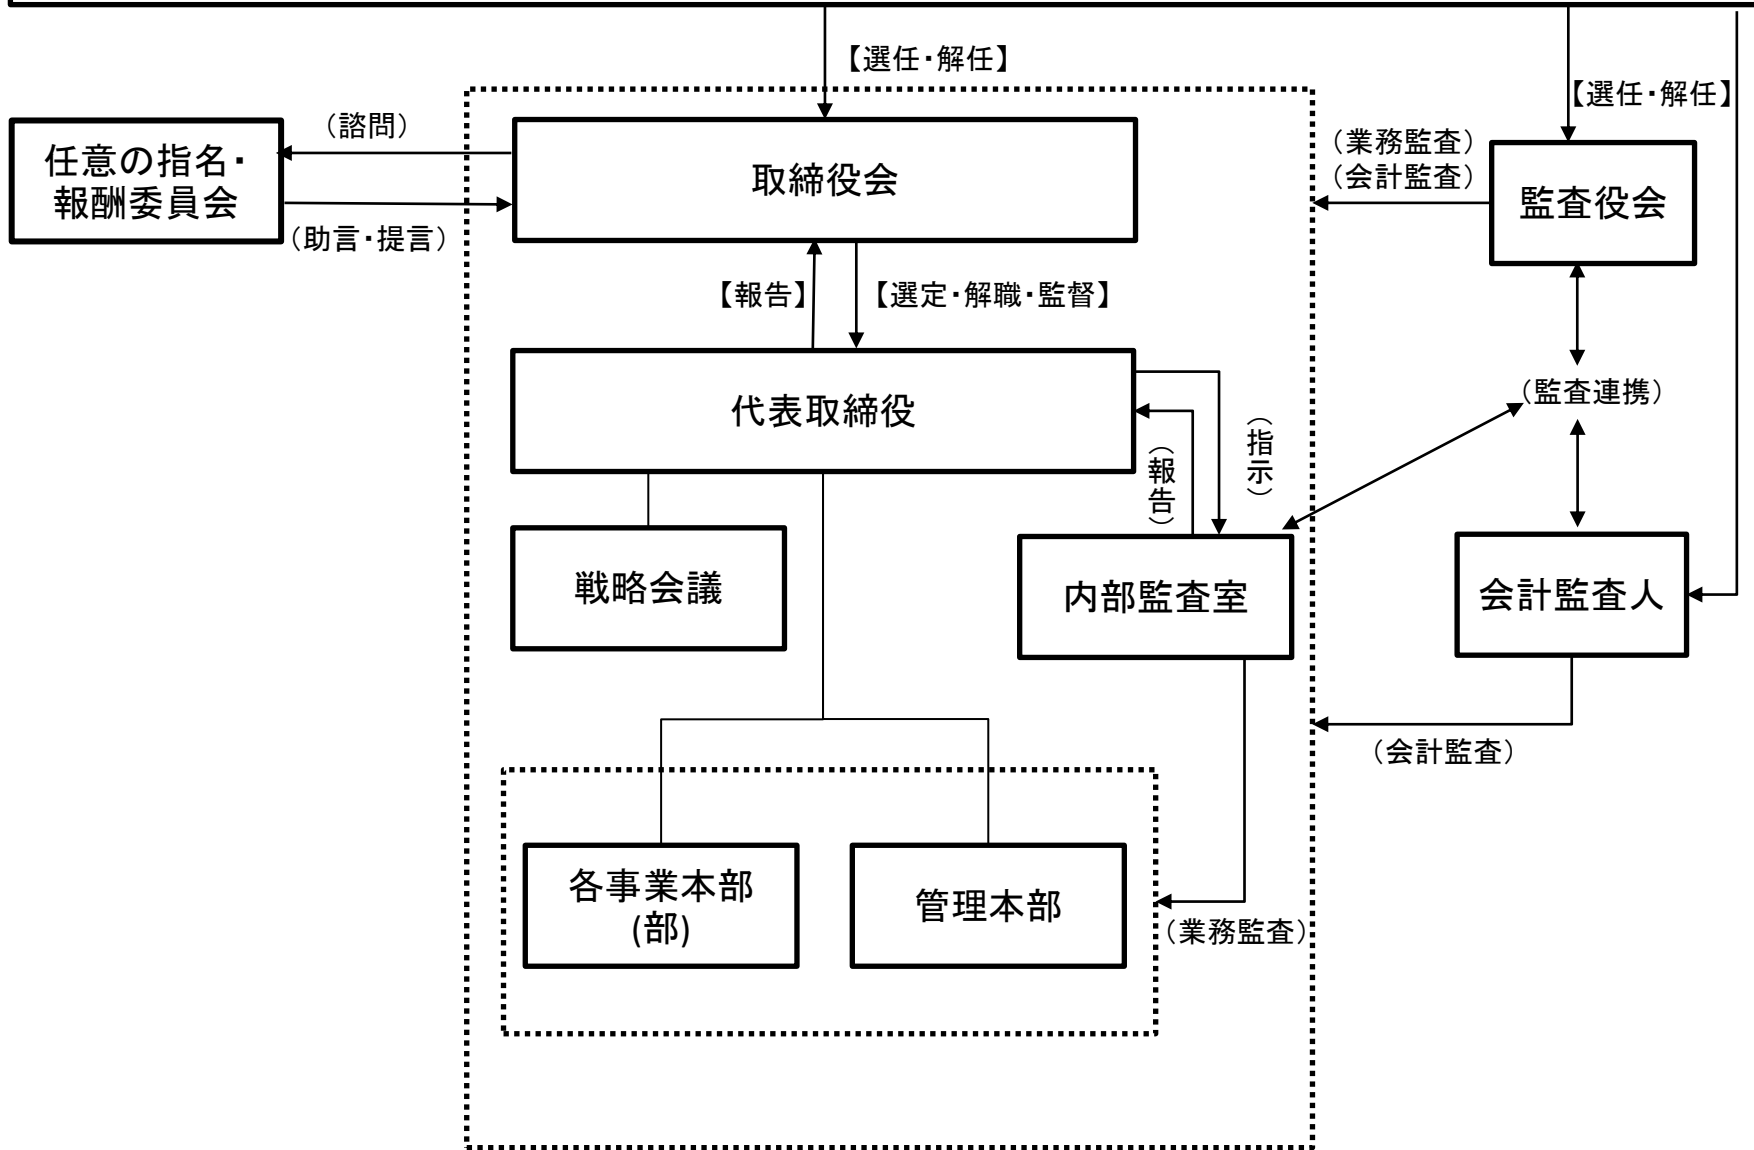 【選任・解任】
【選任・解任】
（諮問）
任意の指名・
報酬委員会
（助言・提言）
取締役会
（業務監査）
（会計監査）
監査役会
【報告】
【選定・解職・監督】
代表取締役
（監査連携）
（報告）
（指示）
戦略会議
内部監査室
会計監査人
（会計監査）
各事業本部
(部)
管理本部
（業務監査）